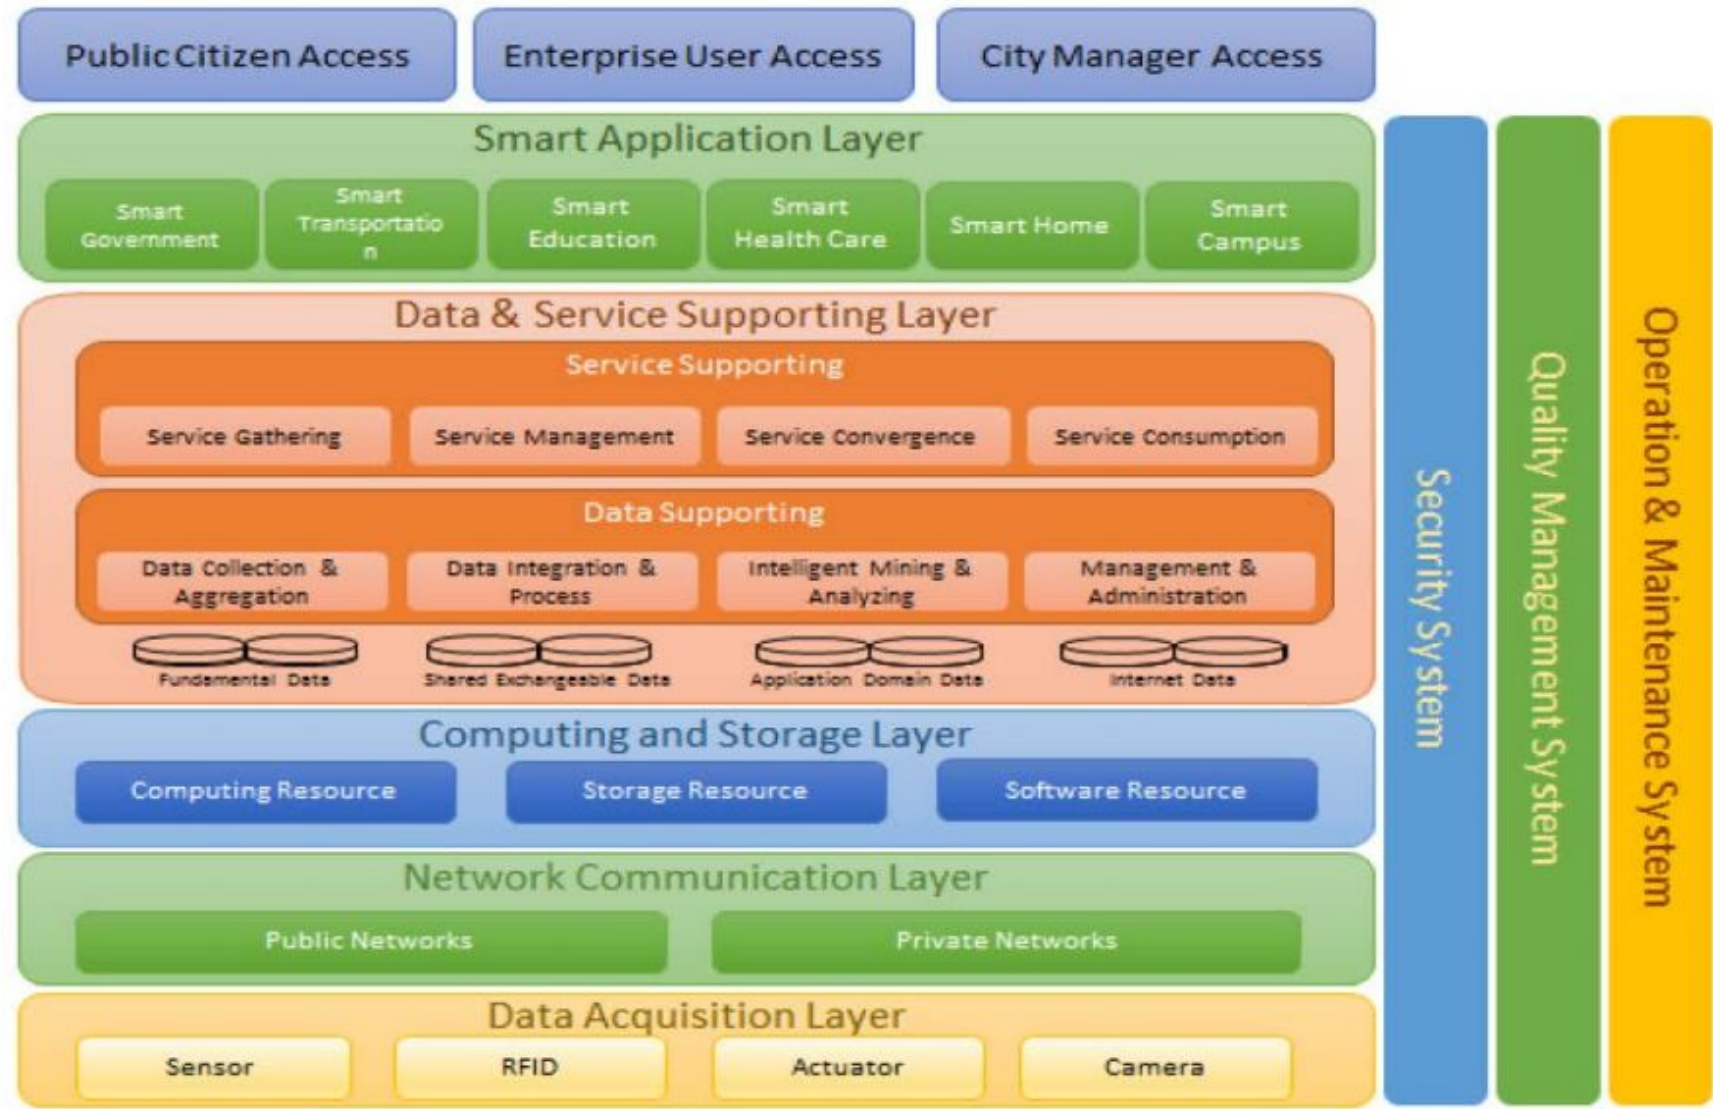 Public Citizen Access
Enterprise User Access
City Manager Access
Smart Application Layer
Smart
Government
Smart
Transportatio
n
Smart
Education
Smart
Health Care
Smart Home
Smart
Campus
Data & Service Supporting Layer
Service Supporting
Service Gathering
Service Management
Service Convergence
Service Consumption
Data Supporting
Data Collection &
Aggregation
Data Integration &
Process
Intelligent Mining &
Analyzing
Management &
Administration
Fundamental Data
Shared Exchangeable Data
Application Domain Data
Internet Data
Computing and Storage Layer
Computing Resource
Storage Resource
Software Resource
Network Communication Layer
Public Networks
Private Networks
Data Acquisition Layer
Sensor
RFID
Actuator
Camera
Security System
Quality Management System
Operation & Maintenance System